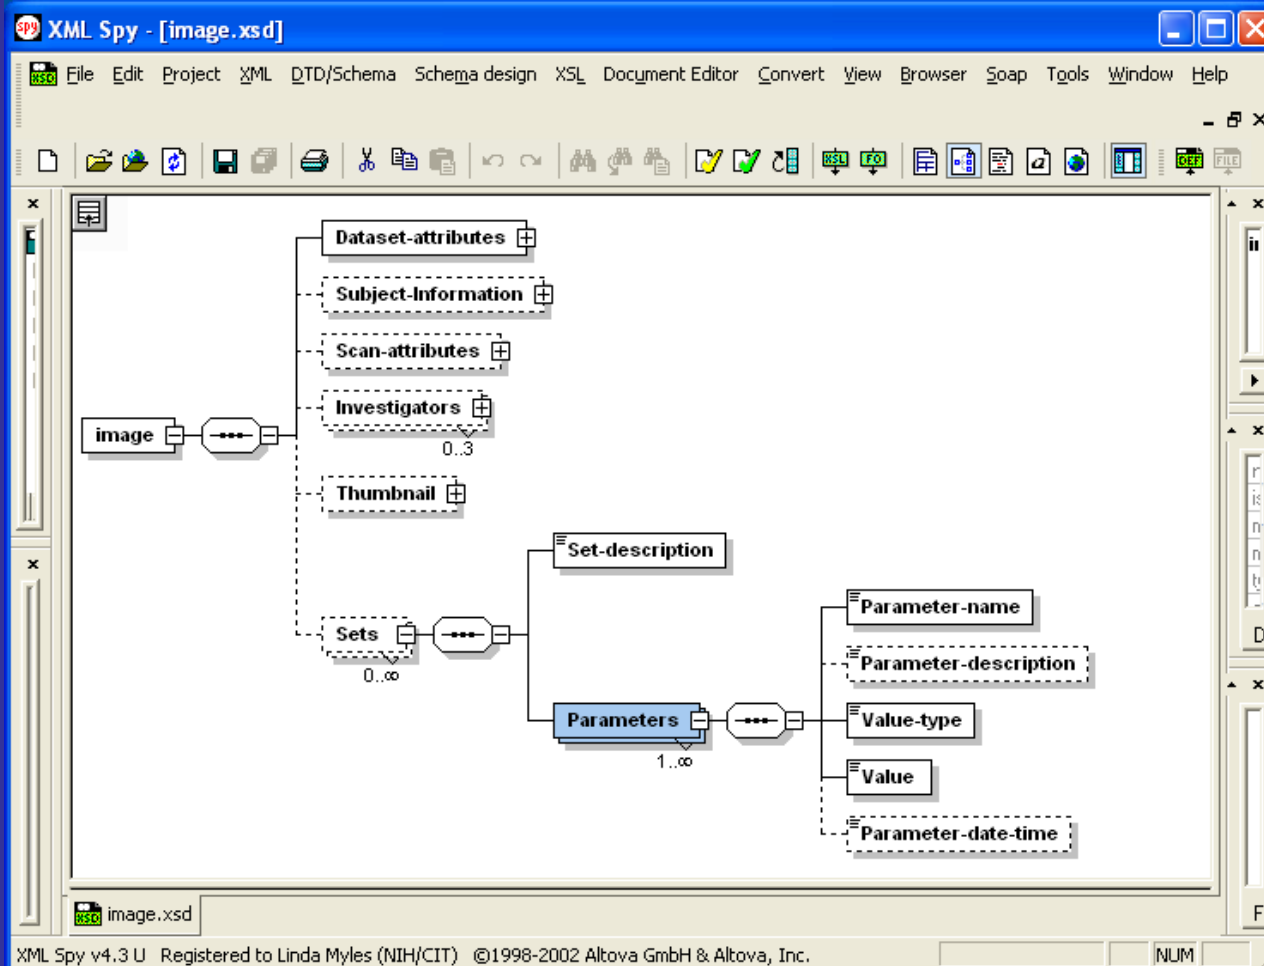 XML Spy - [image.xsd]
File Edit Project XML DTD/Schema Schema design XSL Document Editor Convert View Browser Soap Tools Window Help
Dataset-attributes
Subject-Information
Scan-attributes
Investigators
0..3
image
Thumbnail
Set-description
Parameter-name
Sets
0..∞
Parameter-description
Parameters
1..∞
Value-type
Value
Parameter-date-time
image.xsd
XML Spy v4.3 U Registered to Linda Myles (NIH/CIT) ©1998-2002 Altova GmbH & Altova, Inc. NUM